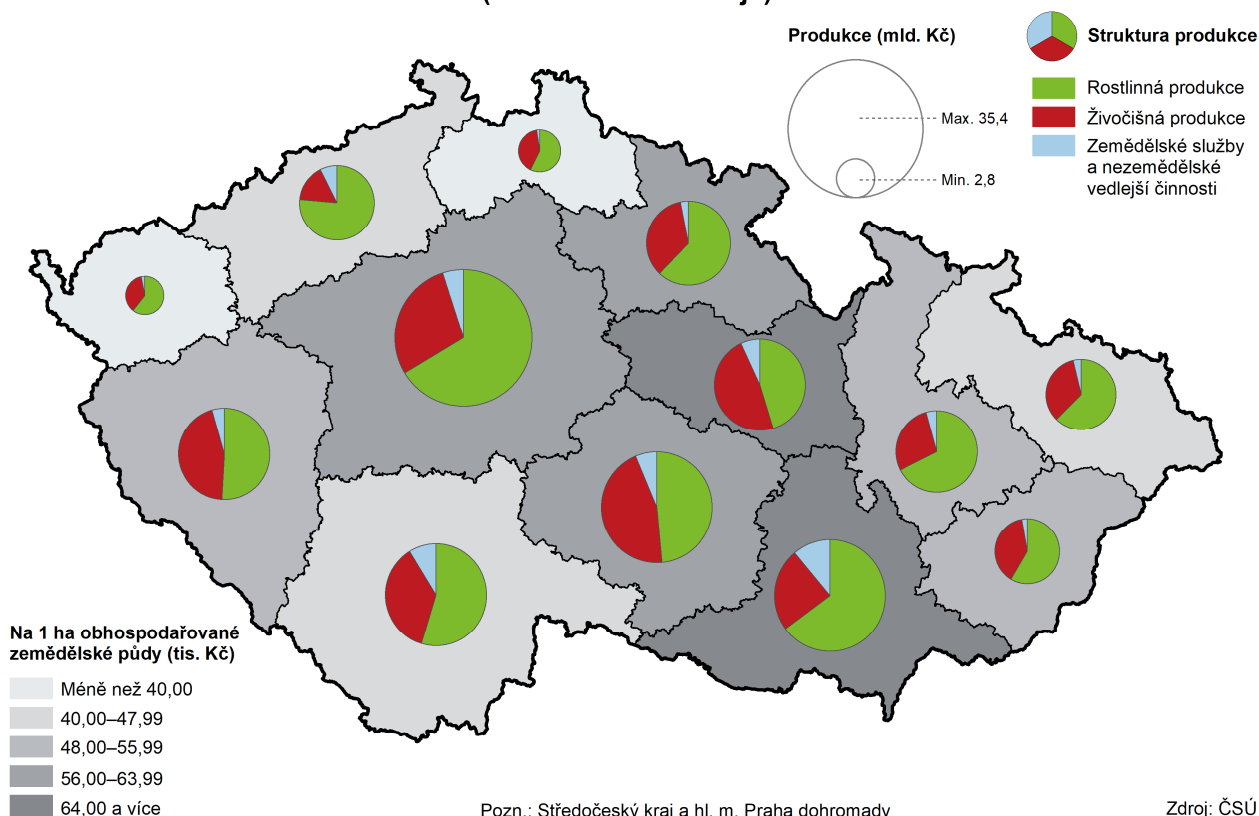 Produkce (mld. Kč)
Max. 35,4
Min. 2,8
Struktura produkce
Rostlinná produkce
Živočišná produkce
Zemědělské služby
a nezemědělské
vedlejší činnosti
Na 1 ha obhospodařované
zemědělské půdy (tis. Kč)
Méně než 40,00
40,00–47,99
48,00–55,99
56,00–63,99
64,00 a více
Pozn.: Středočeský kraj a hl. m. Praha dohromady
Zdroj: ČSÚ